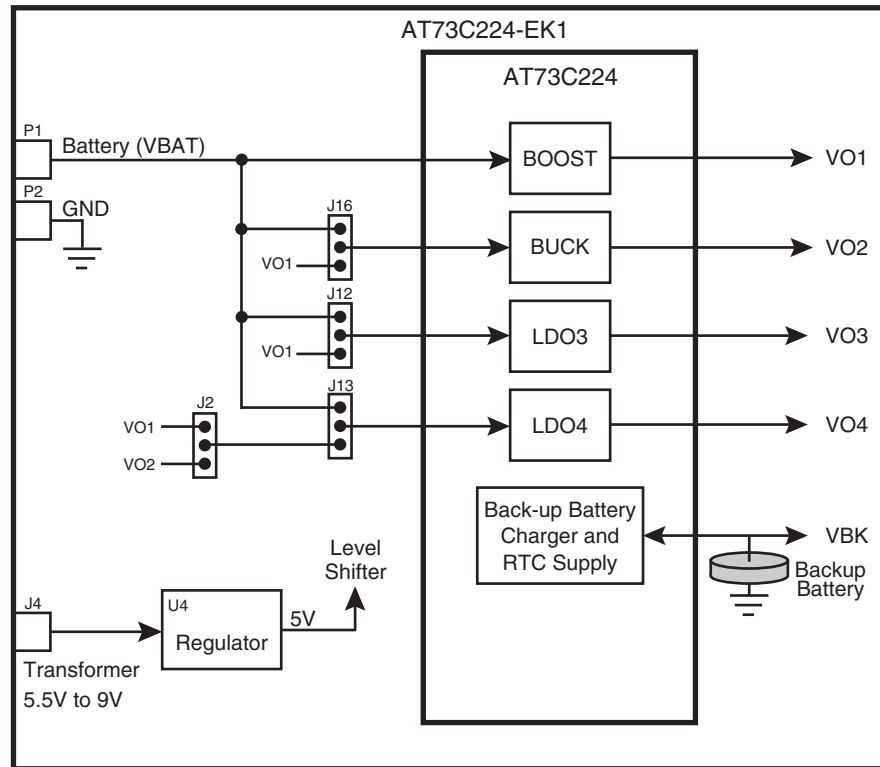 AT73C224-EK1
AT73C224
P1
Battery (VBAT)
BOOST
VO1
P2
GND
J16
VO1
BUCK
VO2
J12
VO1
LDO3
VO3
J13
J2
VO1
VO2
LDO4
VO4
Back-up Battery
Charger and
RTC Supply
VBK
Backup
Battery
Level
Shifter
J4
U4
Regulator
5V
Transformer
5.5V to 9V